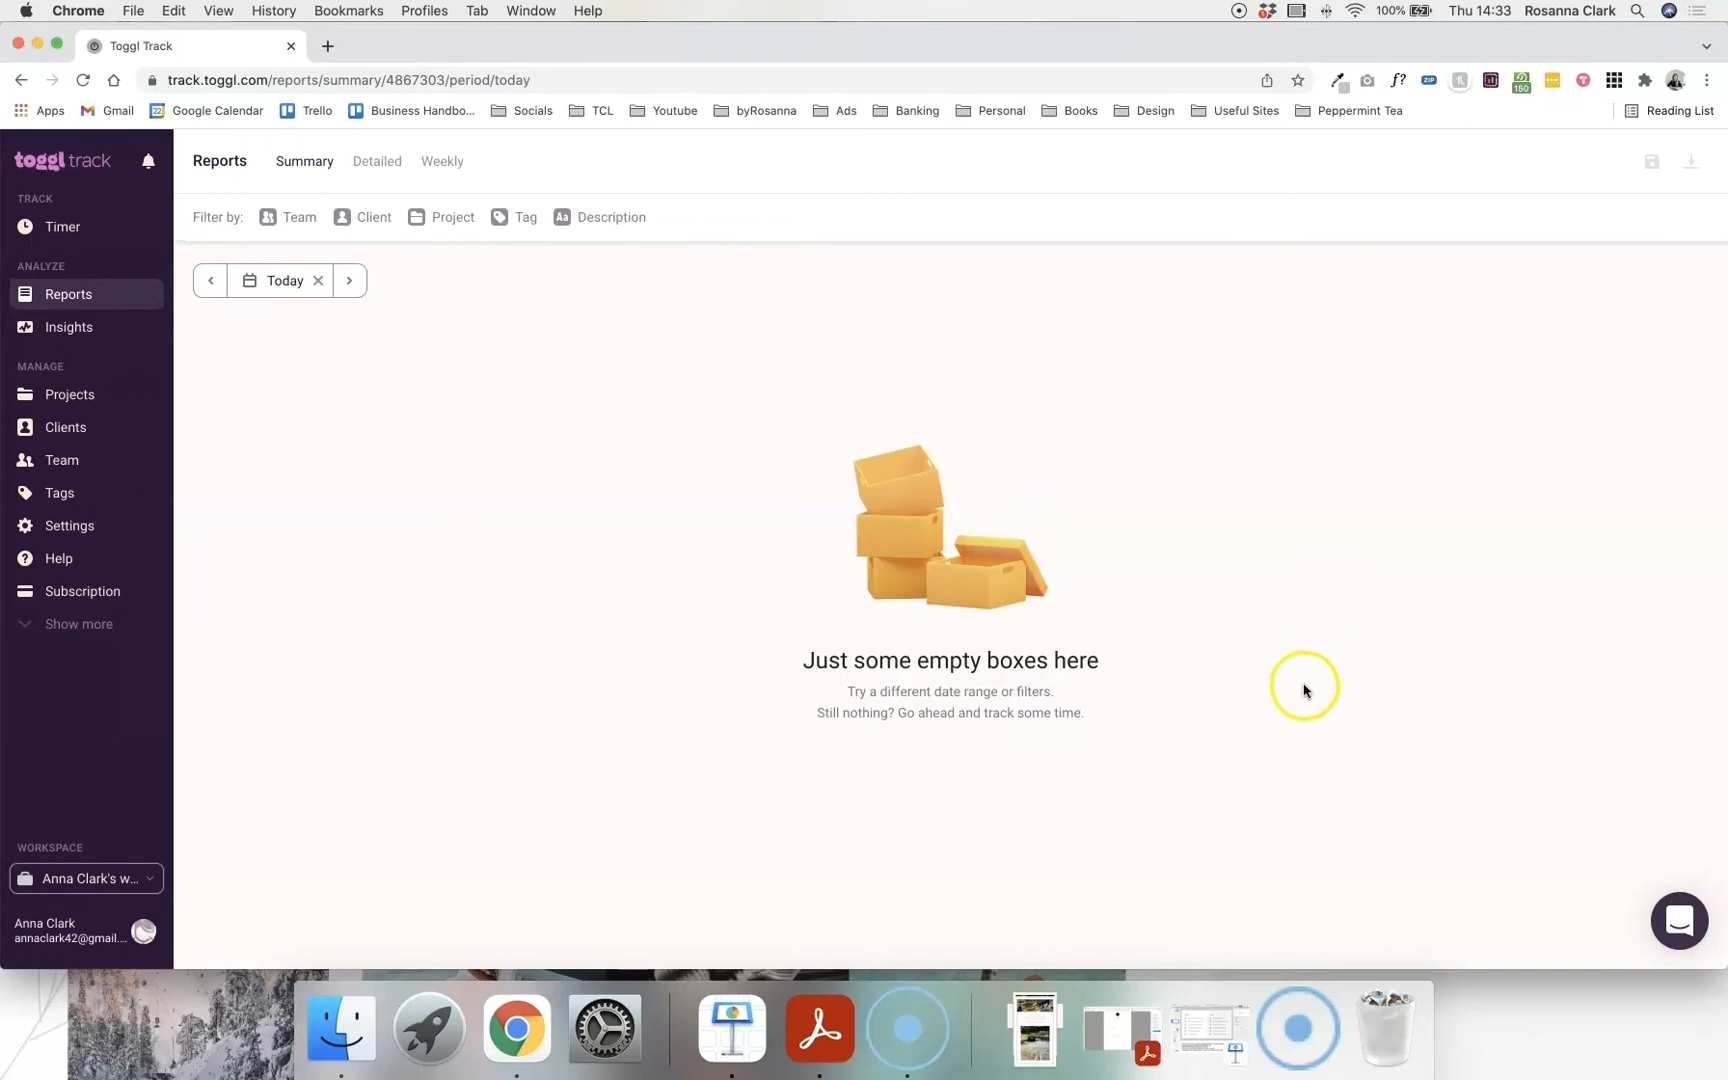 Chrome File Edit View History Bookmarks Profiles Tab Window Help 100% Thu 14:33 Rosanna Clark
Toggl Track
track.toggl.com/reports/summary/4867303/period/today
f? ZIP 150
Apps Gmail 22 Google Calendar Trello Business Handbo... Socials TCL Youtube byRosanna Ads Banking Personal Books Design Useful Sites Peppermint Tea Reading List
toggl track
Reports Summary Detailed Weekly
TRACK
Timer
Filter by: Team Client Project Tag Aa Description
ANALYZE
Reports
Today
Insights
MANAGE
Projects
Clients
Team
Tags
Settings
Help
Subscription
Show more
Just some empty boxes here
Try a different date range or filters.
Still nothing? Go ahead and track some time.
WORKSPACE
Anna Clark's w...
Anna Clark
annaclark42@gmail....